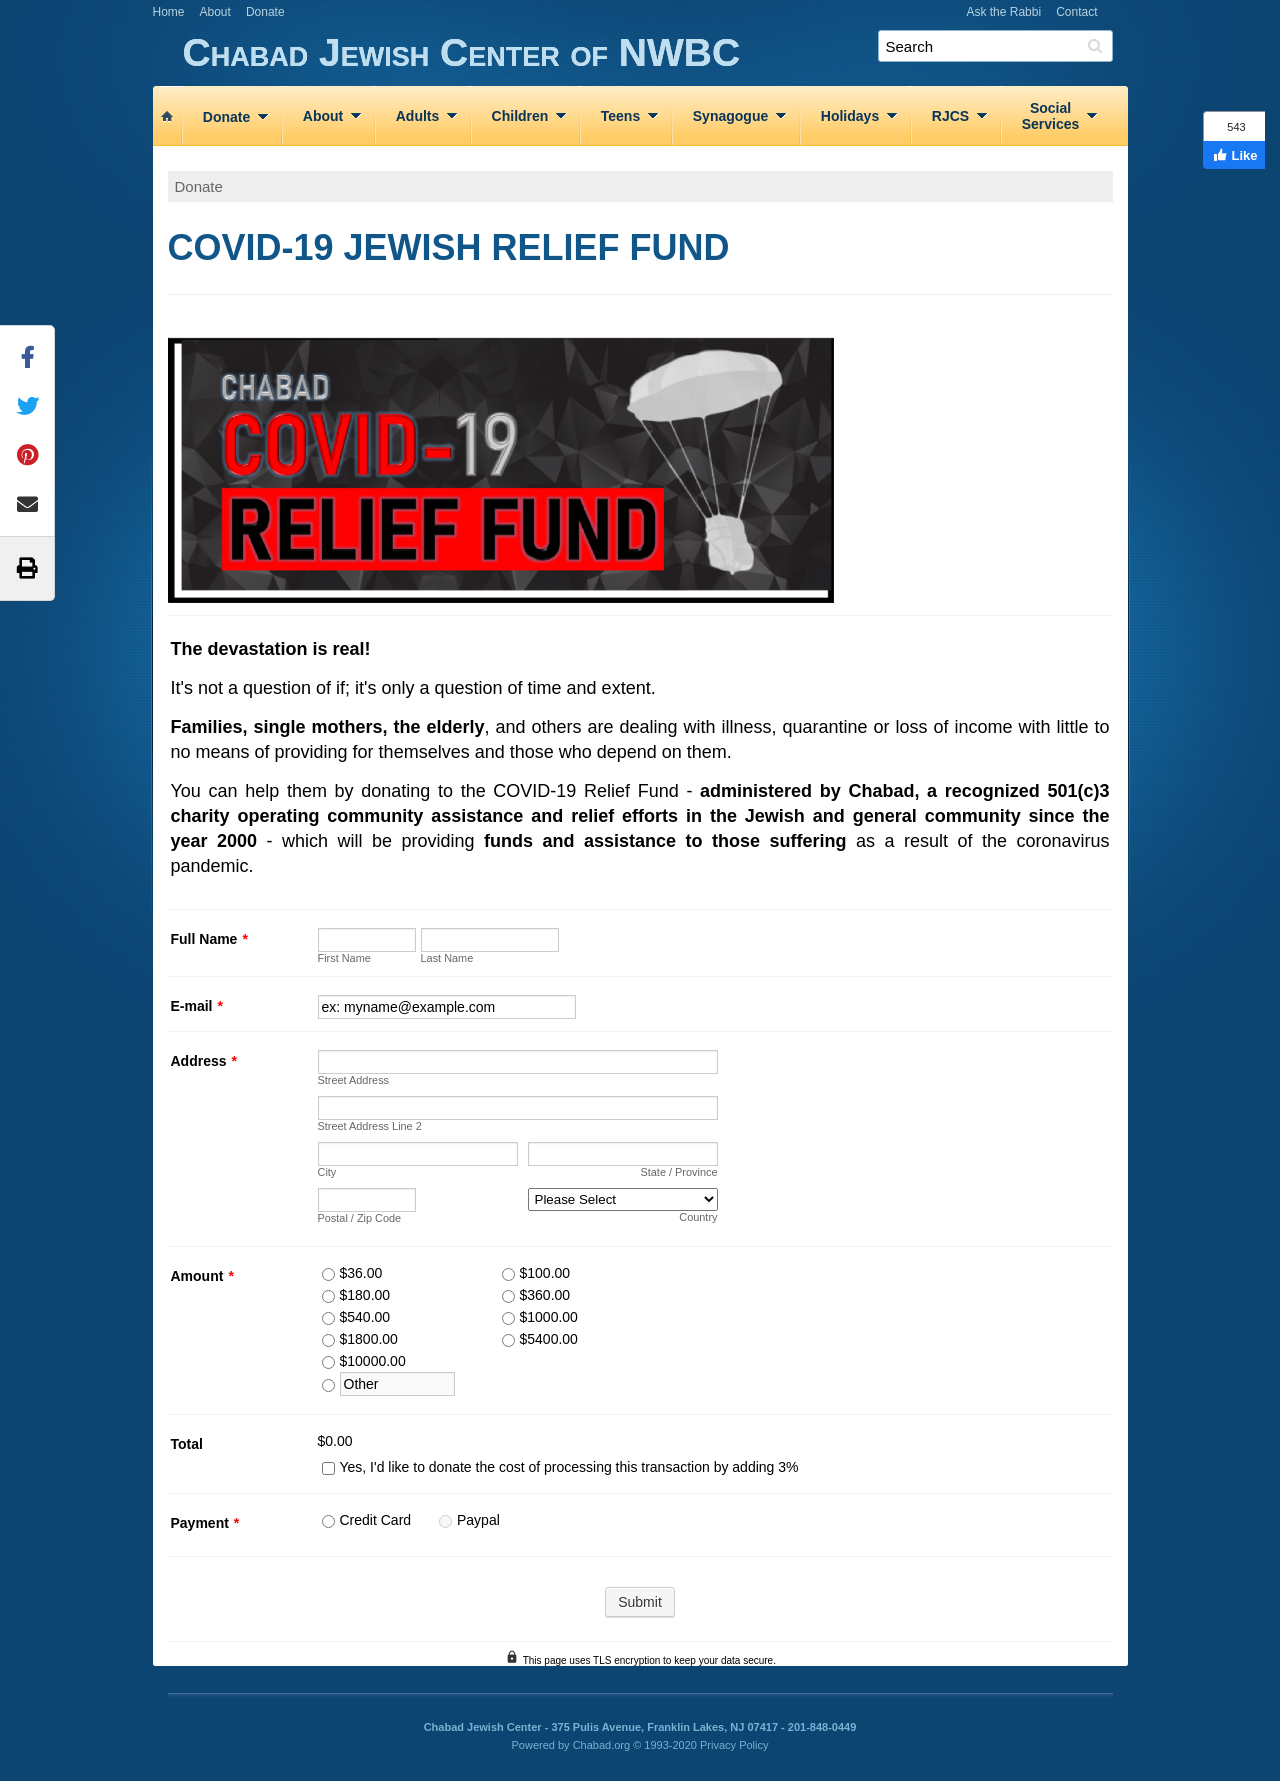 Home About Donate Ask the Rabbi Contact
Chabad Jewish Center of NWBC
Search
Donate About Adults Children Teens Synagogue Holidays RJCS Social Services
543
Like
Donate
COVID-19 JEWISH RELIEF FUND
CHABAD
COVID-19
RELIEF FUND
The devastation is real!
It's not a question of if; it's only a question of time and extent.
Families, single mothers, the elderly, and others are dealing with illness, quarantine or loss of income with little to
no means of providing for themselves and those who depend on them.
You can help them by donating to the COVID-19 Relief Fund - administered by Chabad, a recognized 501(c)3
charity operating community assistance and relief efforts in the Jewish and general community since the
year 2000 - which will be providing funds and assistance to those suffering as a result of the coronavirus
pandemic.
Full Name *
First Name Last Name
E-mail * ex: myname@example.com
Address *
Street Address
Street Address Line 2
City State / Province
Please Select
Postal / Zip Code Country
Amount * $36.00 $100.00
$180.00 $360.00
$540.00 $1000.00
$1800.00 $5400.00
$10000.00
Other
Total $0.00
Yes, I'd like to donate the cost of processing this transaction by adding 3%
Payment * Credit Card Paypal
Submit
This page uses TLS encryption to keep your data secure.
Chabad Jewish Center - 375 Pulis Avenue, Franklin Lakes, NJ 07417 - 201-848-0449
Powered by Chabad.org © 1993-2020 Privacy Policy